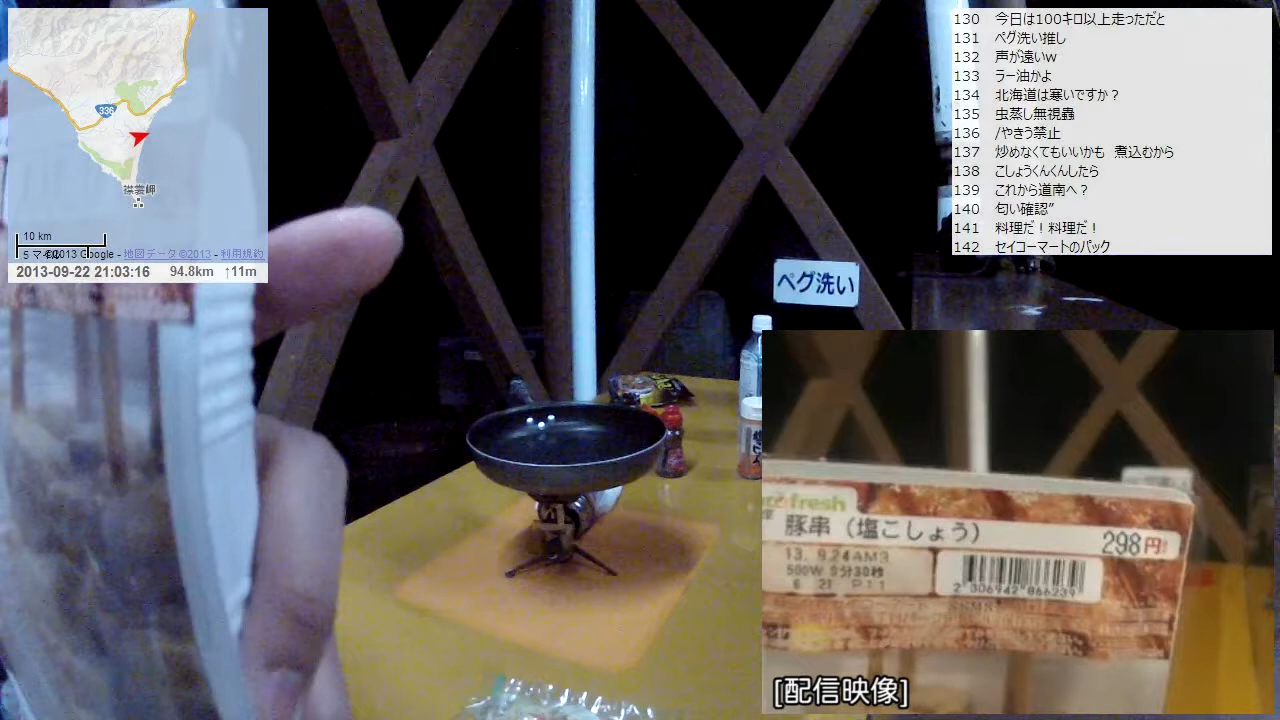 336
襟裳岬
10 km
5 マイル ©2013 Google - 地図データ ©2013 - 利用規約
2013-09-22 21:03:16 94.8km ↑11m
130 今日は100キロ以上走っただと
131 ペグ洗い推し
132 声が遠いw
133 ラー油かよ
134 北海道は寒いですか？
135 虫蒸し無視蟲
136 /やきう禁止
137 炒めなくてもいいかも 煮込むから
138 こしょうくんくんしたら
139 これから道南へ？
140 匂い確認”
141 料理だ！料理だ！
142 セイコーマートのパック
ペグ洗い
fresh
豚串（塩こしょう）
298円
13. 9.24AM3
500W 0分30秒
2 306942 866239
[配信映像]